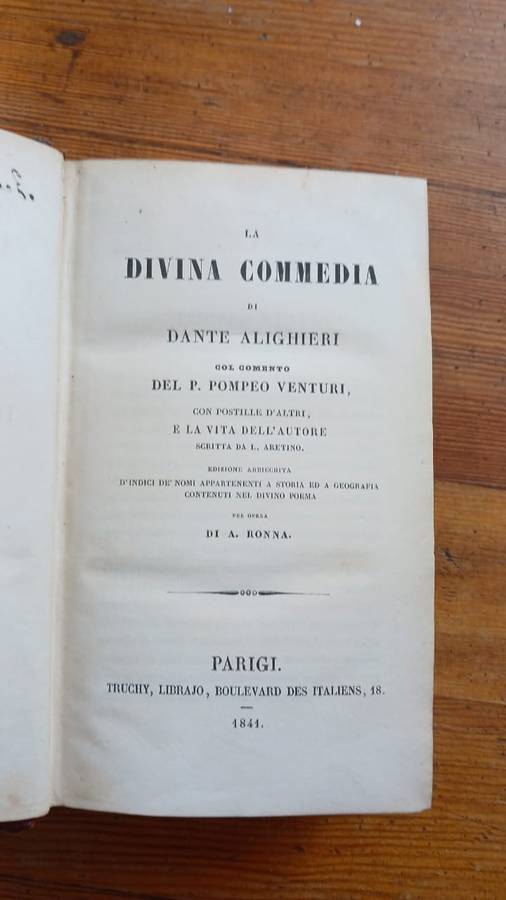 LA
DIVINA COMMEDIA
DI
DANTE ALIGHIERI
COL COMENTO
DEL P. POMPEO VENTURI,
CON POSTILLE D'ALTRI,
E LA VITA DELL'AUTORE
SCRITTA DA L. ARETINO.
EDIZIONE ARRICCHITA
D'INDICI DE' NOMI APPARTENENTI A STORIA ED A GEOGRAFIA
CONTENUTI NEL DIVINO POEMA
PER OPERA
DI A. RONNA.
PARIGI.
TRUCHY, LIBRAJO, BOULEVARD DES ITALIENS, 18.
1841.